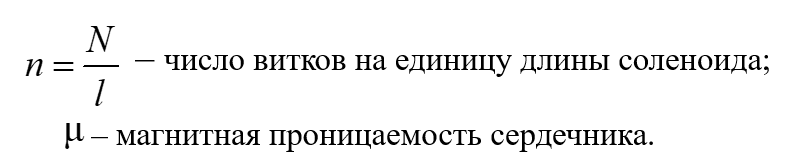 n = N/l – число витков на единицу длины соленоида;
μ – магнитная проницаемость сердечника.